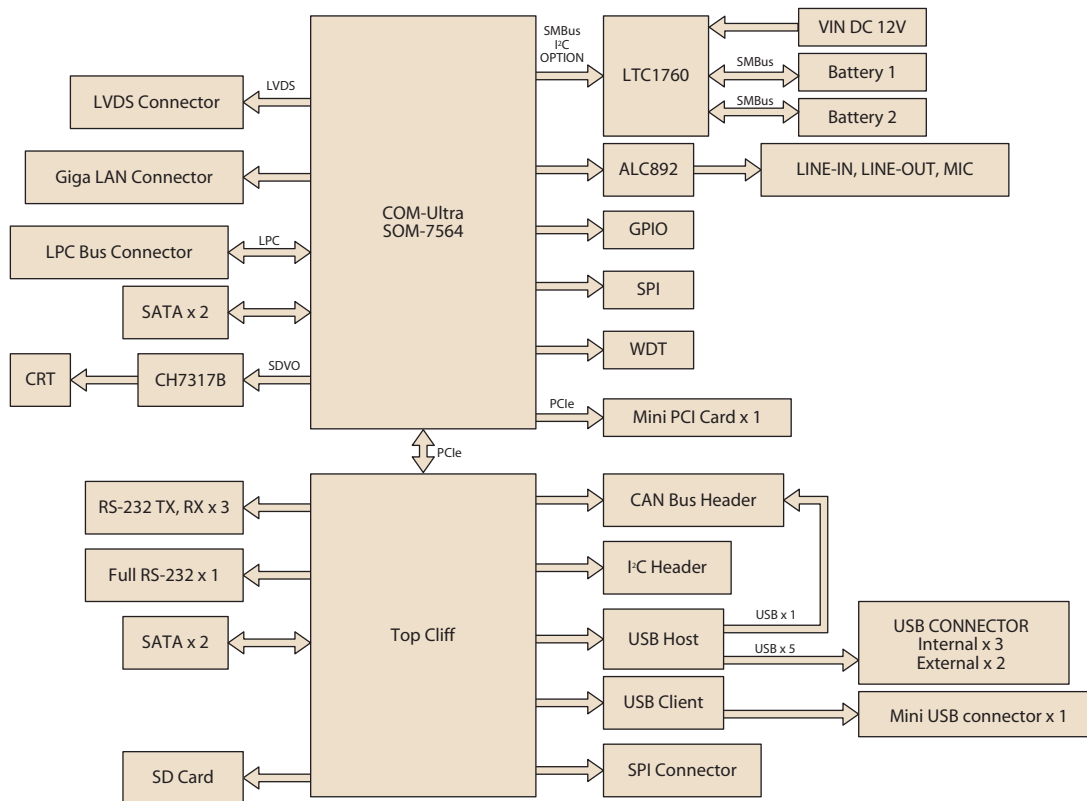 SMBus
I²C
OPTION
LTC1760
VIN DC 12V
SMBus
Battery 1
SMBus
Battery 2
LVDS Connector
LVDS
Giga LAN Connector
COM-Ultra
SOM-7564
ALC892
LINE-IN, LINE-OUT, MIC
GPIO
LPC Bus Connector
LPC
SPI
SATA x 2
WDT
CRT
CH7317B
SDVO
PCIe
Mini PCI Card x 1
PCIe
RS-232 TX, RX x 3
CAN Bus Header
Full RS-232 x 1
I²C Header
Top Cliff
SATA x 2
USB Host
USB x 1
USB x 5
USB CONNECTOR
Internal x 3
External x 2
USB Client
Mini USB connector x 1
SD Card
SPI Connector